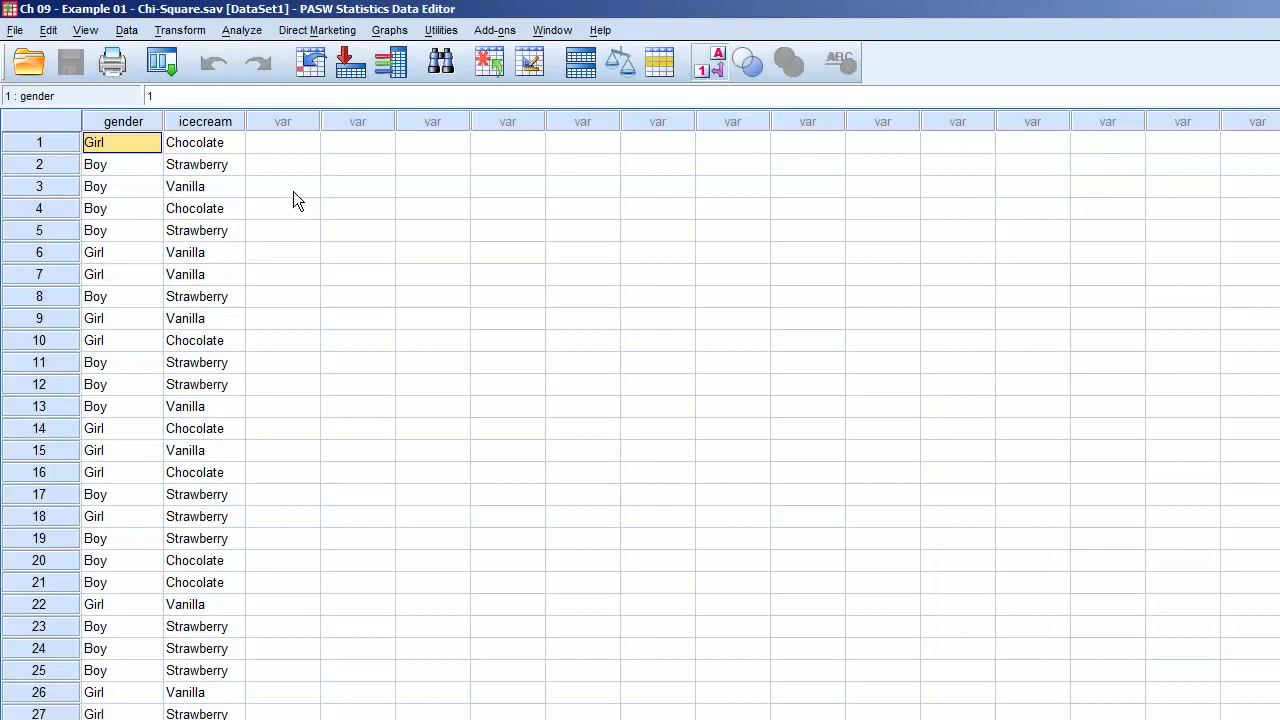 Ch 09 - Example 01 - Chi-Square.sav [DataSet1] - PASW Statistics Data Editor
File Edit View Data Transform Analyze Direct Marketing Graphs Utilities Add-ons Window Help
A 1 ABC
1 : gender 1
gender icecream var var var var var var var var var var var var var var
1 Girl Chocolate
2 Boy Strawberry
3 Boy Vanilla
4 Boy Chocolate
5 Boy Strawberry
6 Girl Vanilla
7 Girl Vanilla
8 Boy Strawberry
9 Girl Vanilla
10 Girl Chocolate
11 Boy Strawberry
12 Boy Strawberry
13 Boy Vanilla
14 Girl Chocolate
15 Girl Vanilla
16 Girl Chocolate
17 Boy Strawberry
18 Girl Strawberry
19 Boy Strawberry
20 Boy Chocolate
21 Boy Chocolate
22 Girl Vanilla
23 Boy Strawberry
24 Boy Strawberry
25 Boy Strawberry
26 Girl Vanilla
27 Girl Strawberry